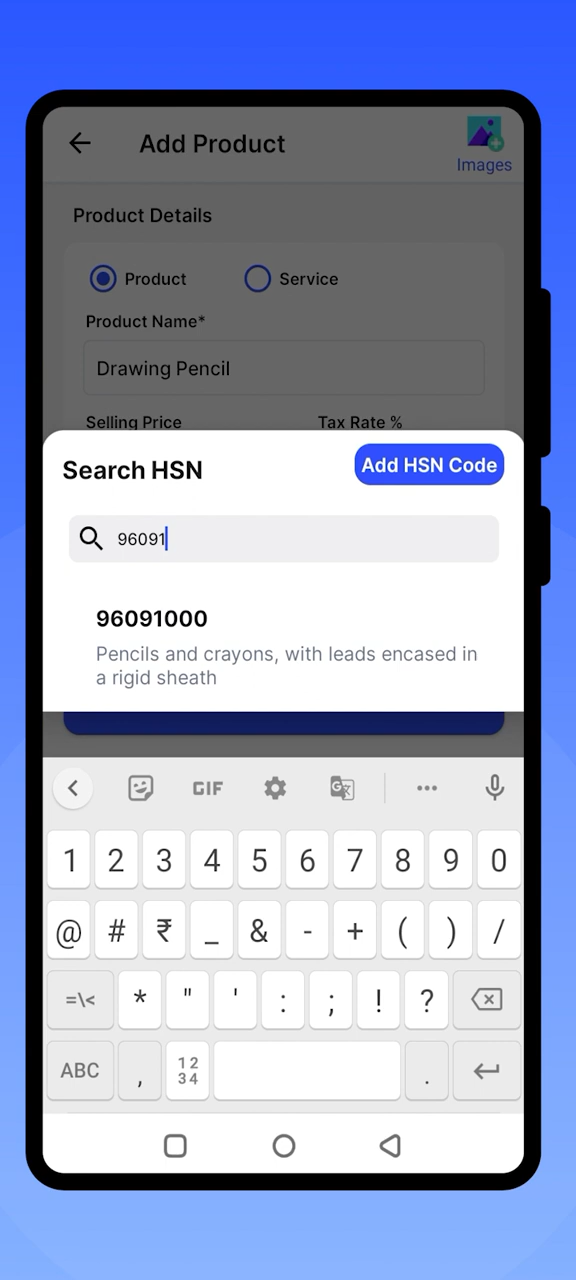 Add Product
Images
Product Details
Product
Service
Product Name*
Drawing Pencil
Selling Price
Tax Rate %
Search HSN
Add HSN Code
96091
96091000
Pencils and crayons, with leads encased in
a rigid sheath
GIF
1 2 3 4 5 6 7 8 9 0
@ # ₹ _ & - + ( ) /
=\< * " ' : ; ! ?
ABC , 12 .
34